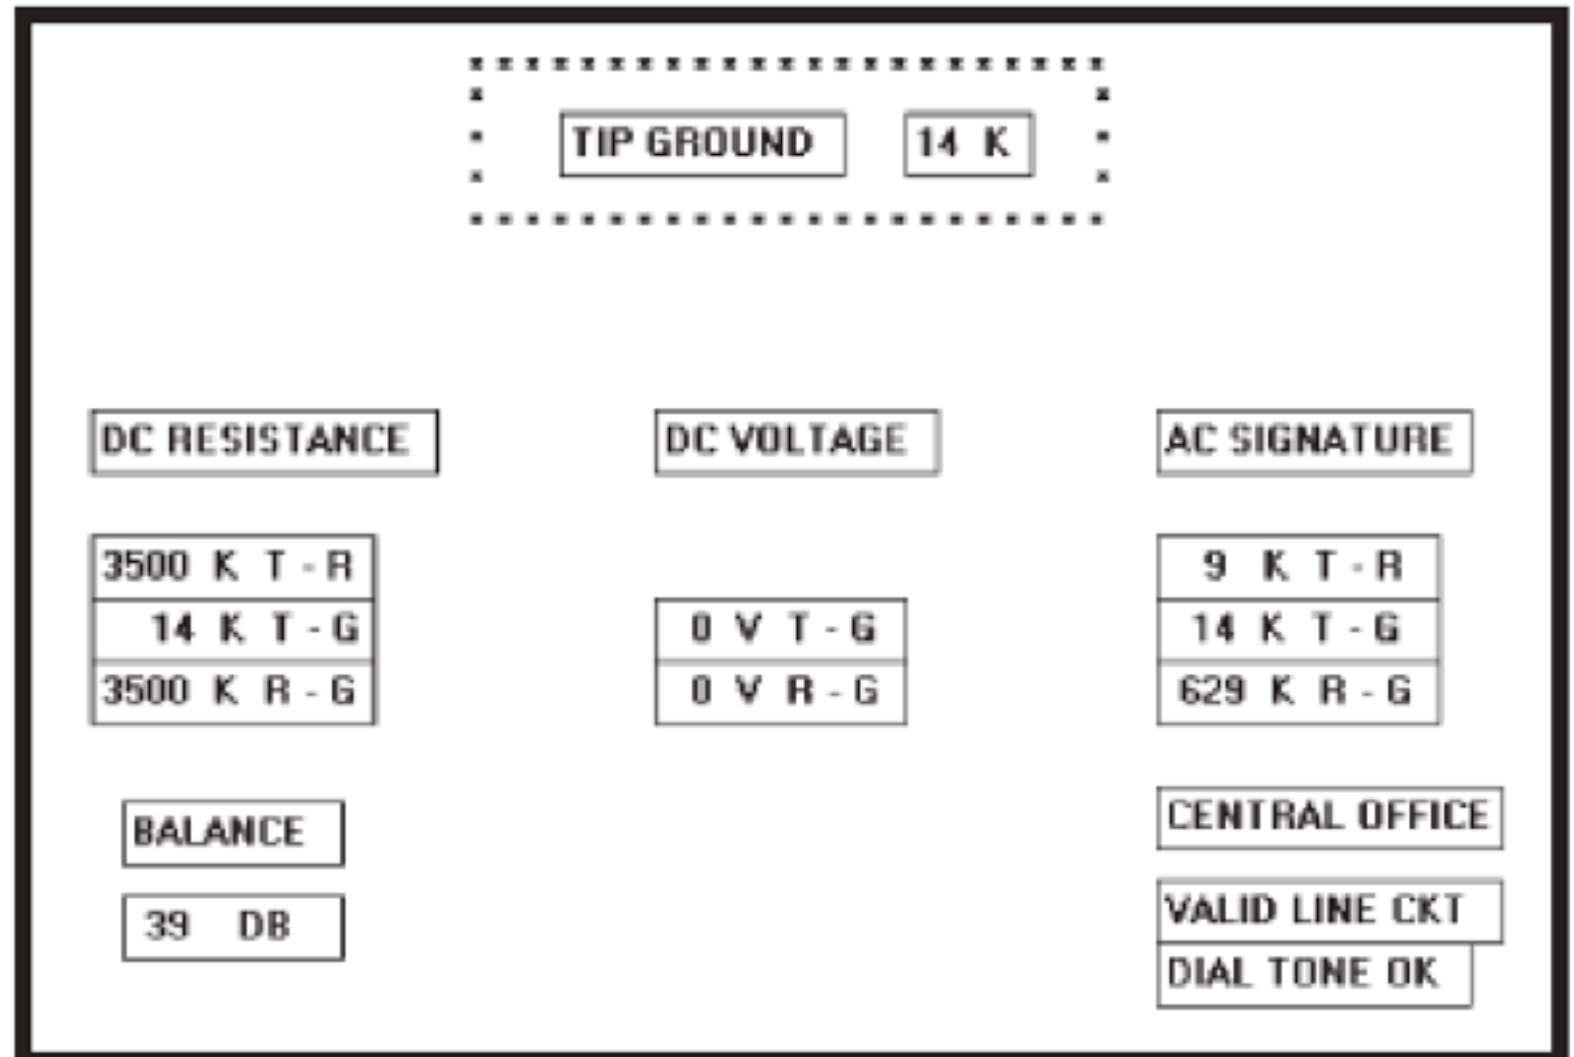 TIP GROUND 14 K
DC RESISTANCE DC VOLTAGE AC SIGNATURE
3500 K T - R 9 K T - R
14 K T - G 0 V T - G 14 K T - G
3500 K R - G 0 V R - G 629 K R - G
BALANCE CENTRAL OFFICE
39 DB VALID LINE CKT
DIAL TONE OK